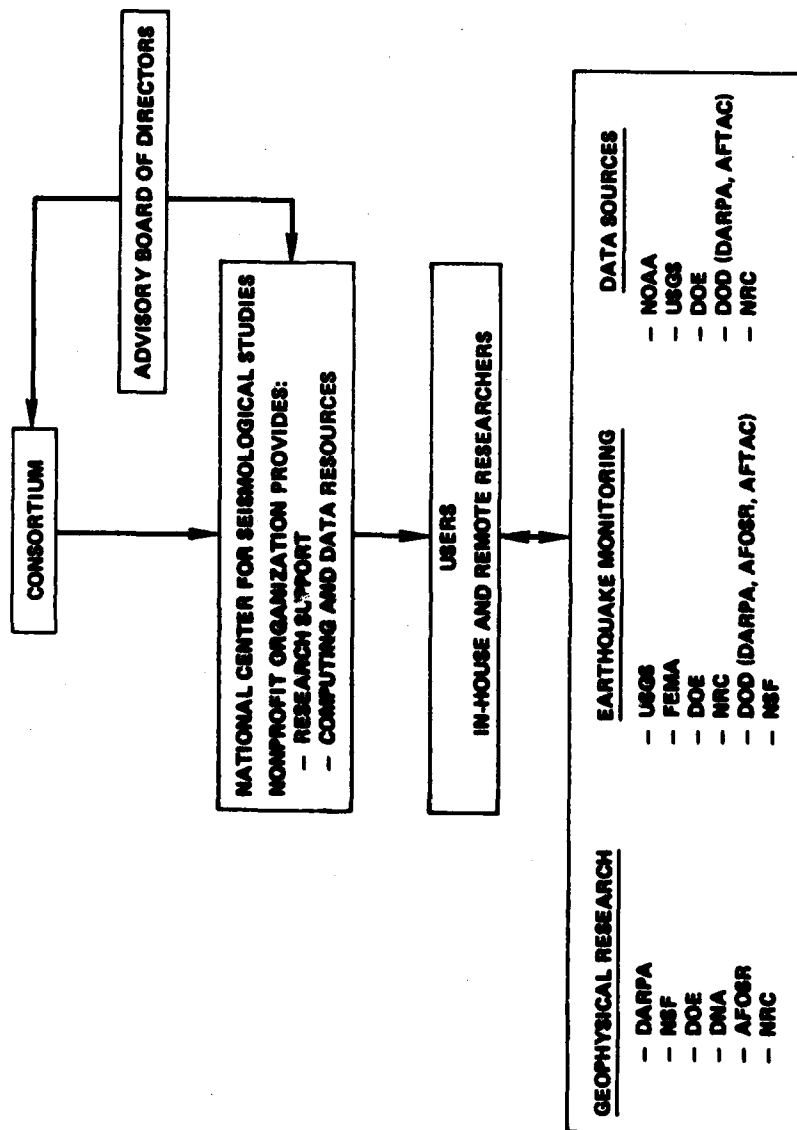 CONSORTIUM
ADVISORY BOARD OF DIRECTORS
NATIONAL CENTER FOR SEISMOLOGICAL STUDIES
NONPROFIT ORGANIZATION PROVIDES:
– RESEARCH SUPPORT
– COMPUTING AND DATA RESOURCES
USERS
IN-HOUSE AND REMOTE RESEARCHERS
GEOPHYSICAL RESEARCH
– DARPA
– NSF
– DOE
– DNA
– AFOSR
– NRC
EARTHQUAKE MONITORING
– USGS
– FEMA
– DOE
– NRC
– DOD (DARPA, AFOSR, AFTAC)
– NSF
DATA SOURCES
– NOAA
– USGS
– DOE
– DOD (DARPA, AFTAC)
– NRC